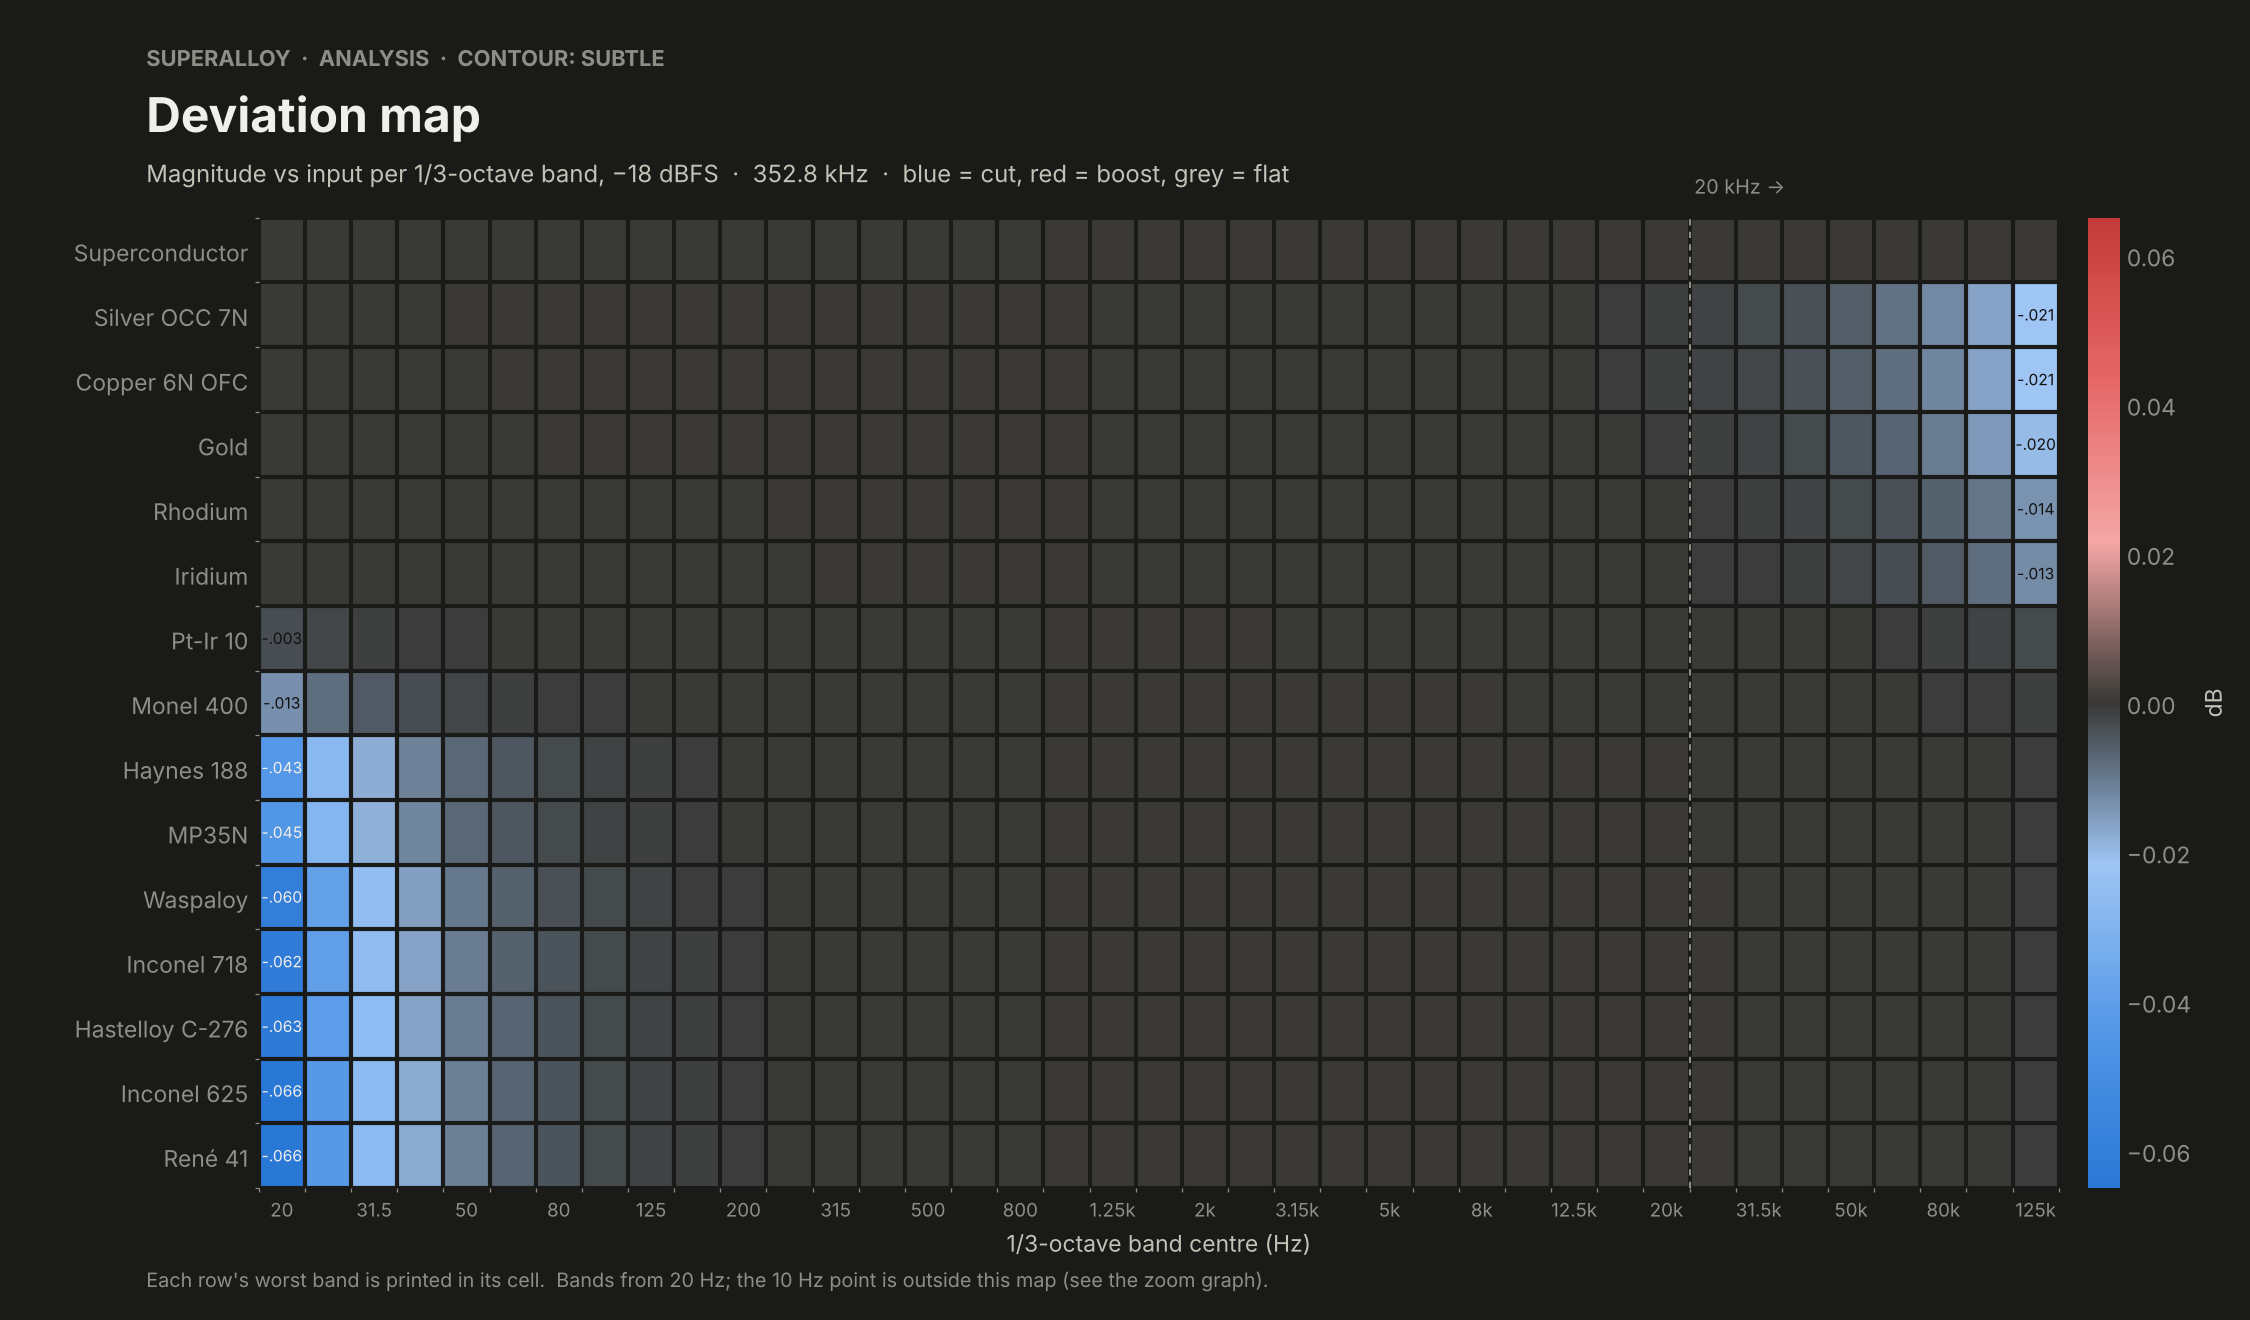 SUPERALLOY · ANALYSIS · CONTOUR: SUBTLE
Deviation map
Magnitude vs input per 1/3-octave band, −18 dBFS · 352.8 kHz · blue = cut, red = boost, grey = flat
20 kHz →
Superconductor
Silver OCC 7N -.021
Copper 6N OFC -.021
Gold -.020
Rhodium -.014
Iridium -.013
Pt-Ir 10 -.003
Monel 400 -.013
Haynes 188 -.043
MP35N -.045
Waspaloy -.060
Inconel 718 -.062
Hastelloy C-276 -.063
Inconel 625 -.066
René 41 -.066
0.06
0.04
0.02
0.00
−0.02
−0.04
−0.06
dB
20 31.5 50 80 125 200 315 500 800 1.25k 2k 3.15k 5k 8k 12.5k 20k 31.5k 50k 80k 125k
1/3-octave band centre (Hz)
Each row's worst band is printed in its cell. Bands from 20 Hz; the 10 Hz point is outside this map (see the zoom graph).